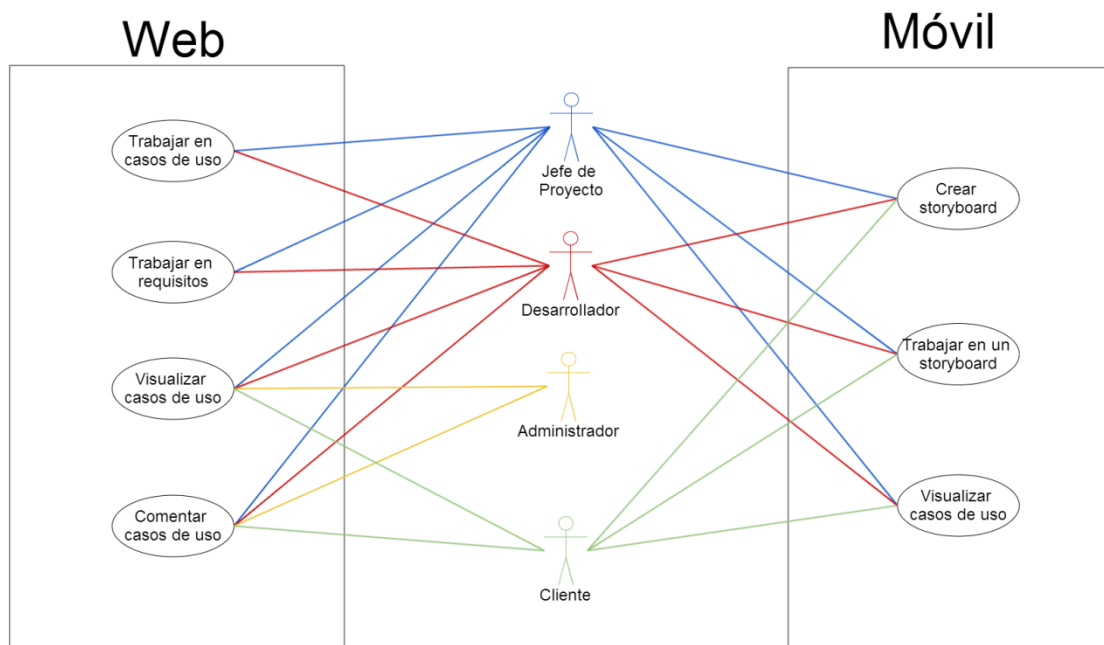 Web
Móvil
Trabajar en
casos de uso
Trabajar en
requisitos
Visualizar
casos de uso
Comentar
casos de uso
Jefe de
Proyecto
Desarrollador
Administrador
Cliente
Crear
storyboard
Trabajar en un
storyboard
Visualizar
casos de uso